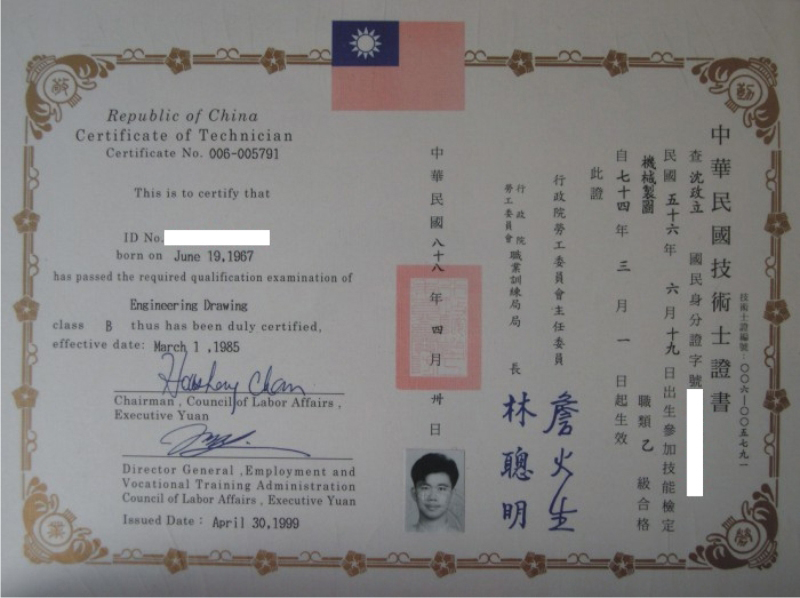 Republic of China
Certificate of Technician
Certificate No. 006-005791
This is to certify that
ID No.
born on June 19,1967
has passed the required qualification examination of
Engineering Drawing
class B thus has been duly certified,
effective date: March 1 ,1985
Chairman , Council of Labor Affairs ,
Executive Yuan
Director General ,Employment and
Vocational Training Administration
Council of Labor Affairs , Executive Yuan
Issued Date : April 30,1999
中華民國技術士證書
技術士證編號:〇〇六-〇〇五七九一
查 沈政立 國民身分證字號
民國 五十六年 六月十九日出生參加技能檢定
機械製圖 職類 乙 級合格
自七十四年三月一日起生效
此證
行政院勞工委員會主任委員 詹火生
行政院
勞工委員會 職業訓練局局長 林聰明
中華民國八十八年四月卅日
敬
勤
業